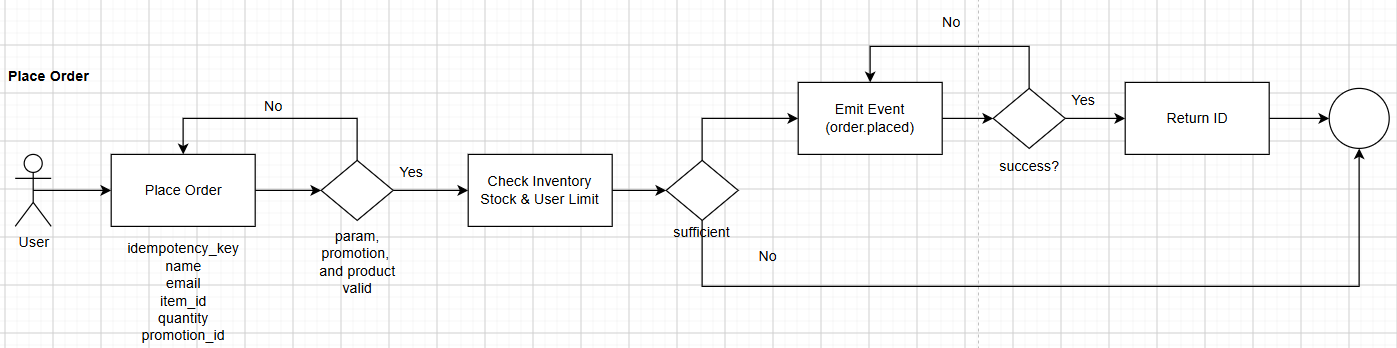 Place Order
User
Place Order
idempotency_key
name
email
item_id
quantity
promotion_id
No
param,
promotion,
and product
valid
Yes
Check Inventory
Stock & User Limit
sufficient
No
Emit Event
(order.placed)
No
success?
Yes
Return ID